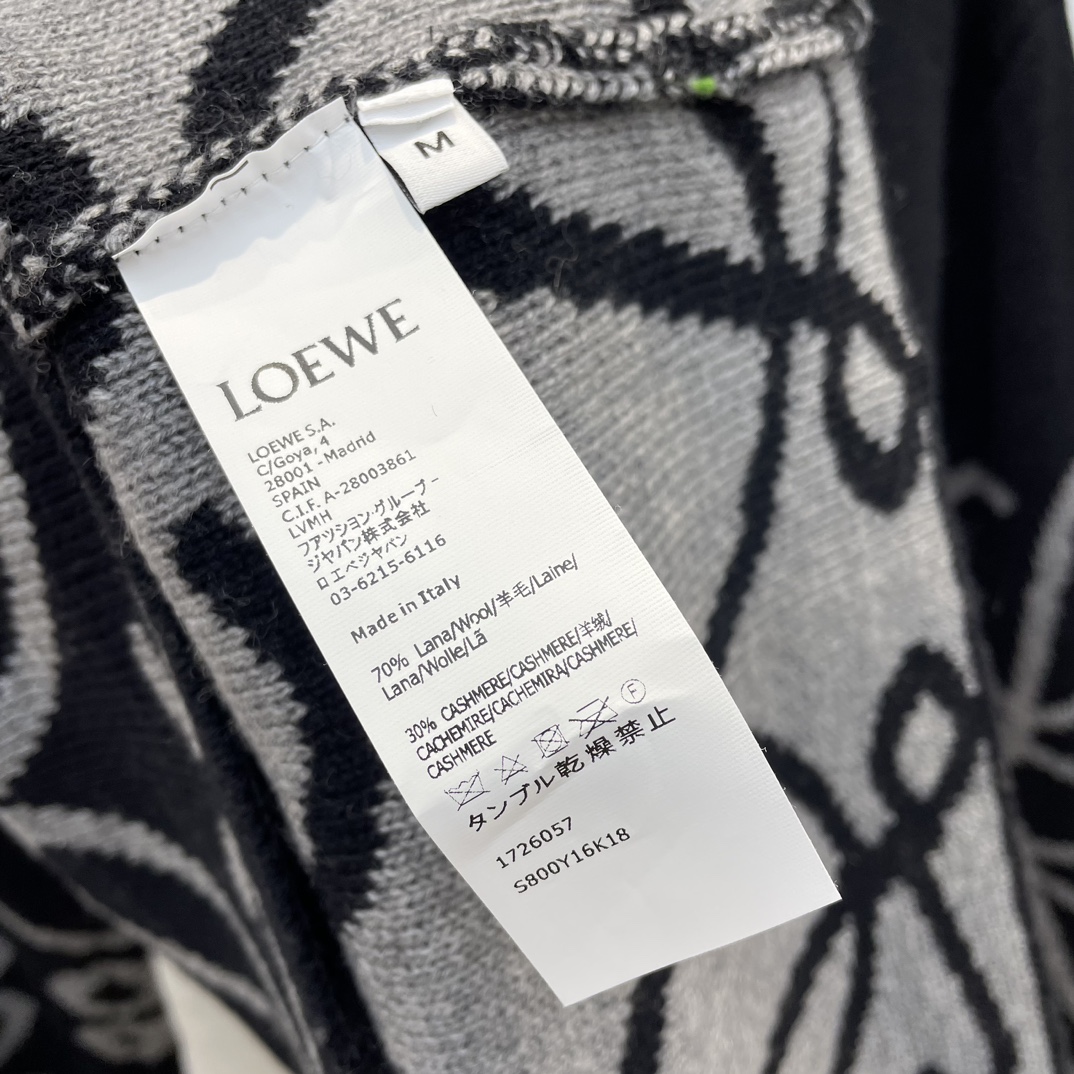 M
LOEWE
LOEWE S.A.
C/Goya, 4
28001 - Madrid
SPAIN
C.I.F. A-28003861
LVMH
フアツシヨン·グループ -
ジャパン株式会社
ロエベジャパン
03-6215-6116
Made in Italy
70% Lana/Wool/羊毛/Laine/
Lana/Wolle/Lã
30% CASHMERE/CASHMERE/羊绒/
CACHEMIRE/CACHEMIRA/CASHMERE/
CASHMERE
F
タンブル乾燥禁止
1726057
S800Y16K18